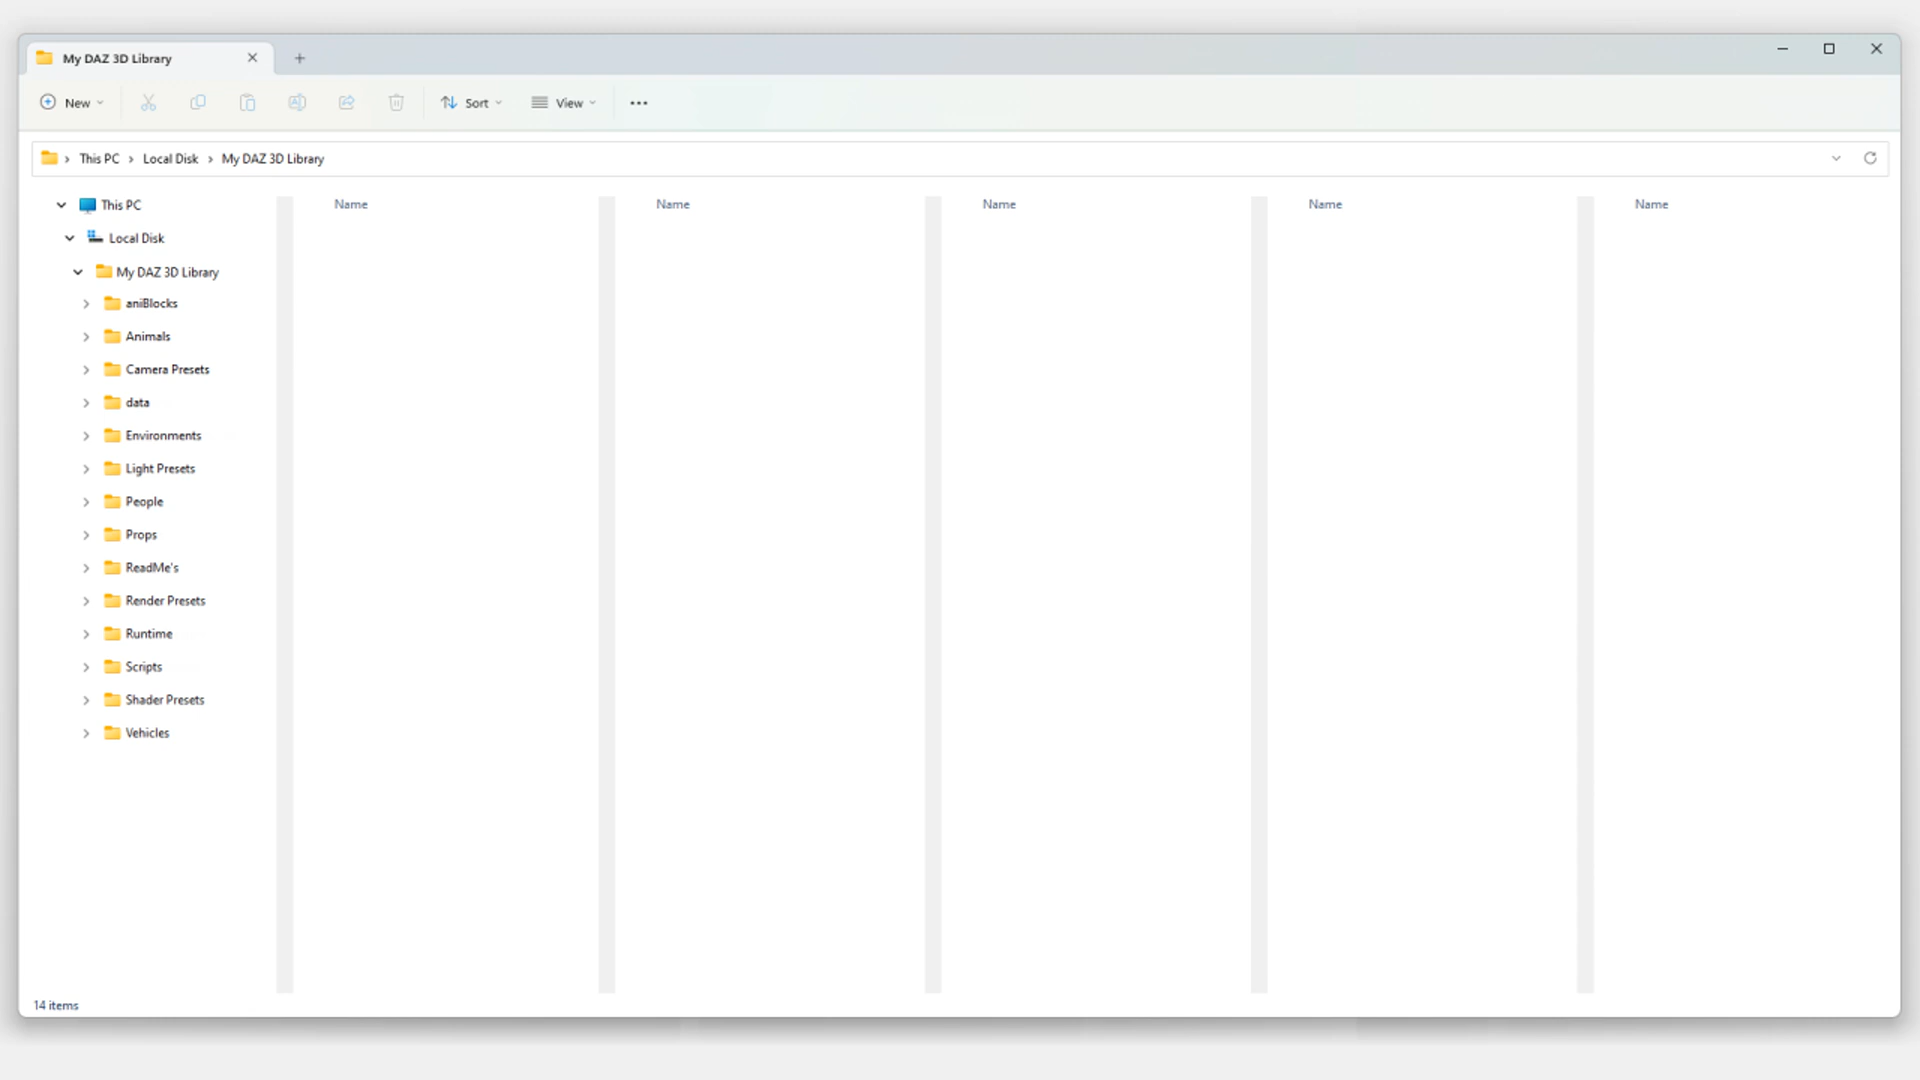 My DAZ 3D Library
New
Sort
View
This PC
Local Disk
My DAZ 3D Library
This PC
Local Disk
My DAZ 3D Library
aniBlocks
Animals
Camera Presets
data
Environments
Light Presets
People
Props
ReadMe's
Render Presets
Runtime
Scripts
Shader Presets
Vehicles
Name
Name
Name
Name
Name
14 items